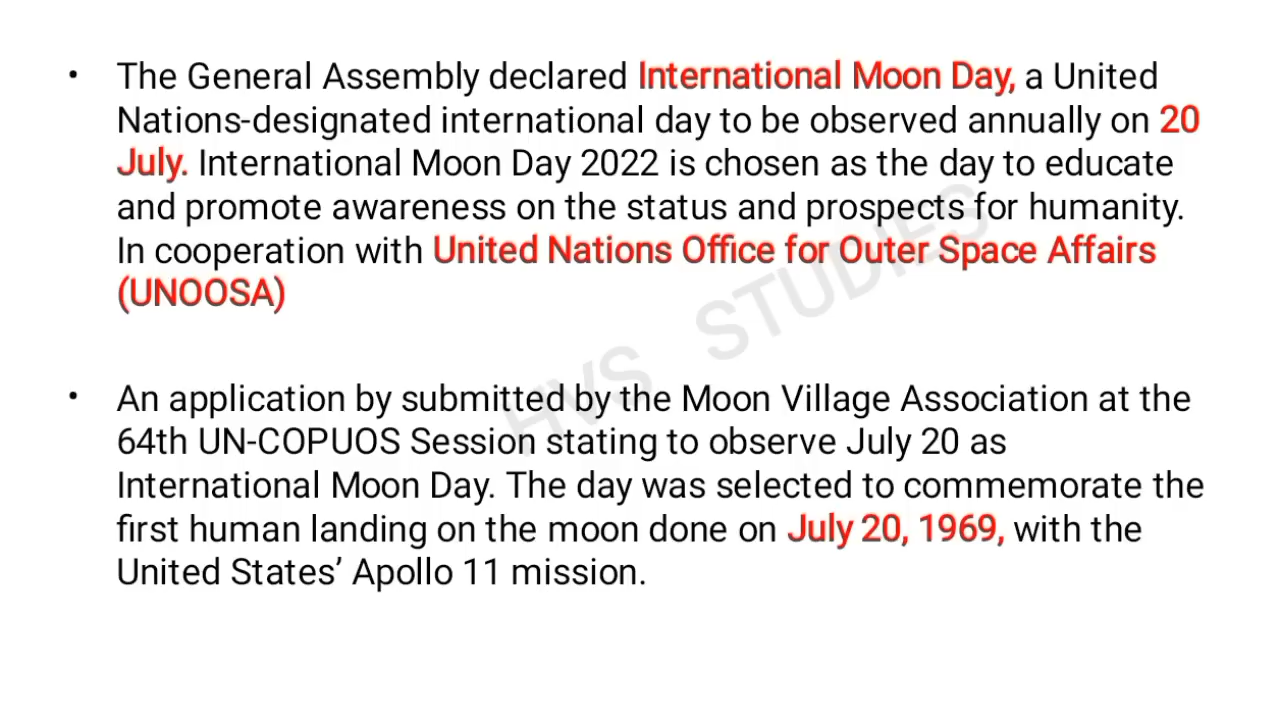 • The General Assembly declared International Moon Day, a United
Nations-designated international day to be observed annually on 20
July. International Moon Day 2022 is chosen as the day to educate
and promote awareness on the status and prospects for humanity.
In cooperation with United Nations Office for Outer Space Affairs
(UNOOSA)
• An application by submitted by the Moon Village Association at the
64th UN-COPUOS Session stating to observe July 20 as
International Moon Day. The day was selected to commemorate the
first human landing on the moon done on July 20, 1969, with the
United States’ Apollo 11 mission.
HVS STUDIES